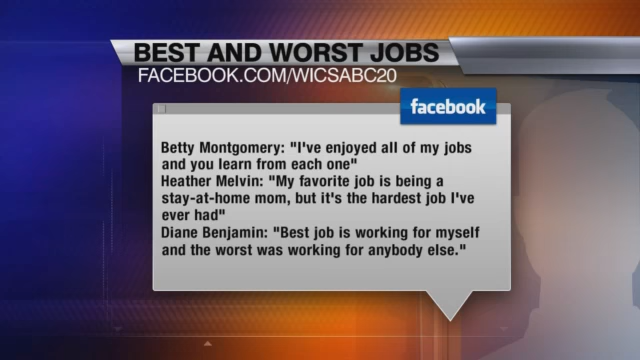 BEST AND WORST JOBS
FACEBOOK.COM/WICSABC20
facebook
Betty Montgomery: "I've enjoyed all of my jobs
and you learn from each one"
Heather Melvin: "My favorite job is being a
stay-at-home mom, but it's the hardest job I've
ever had"
Diane Benjamin: "Best job is working for myself
and the worst was working for anybody else."